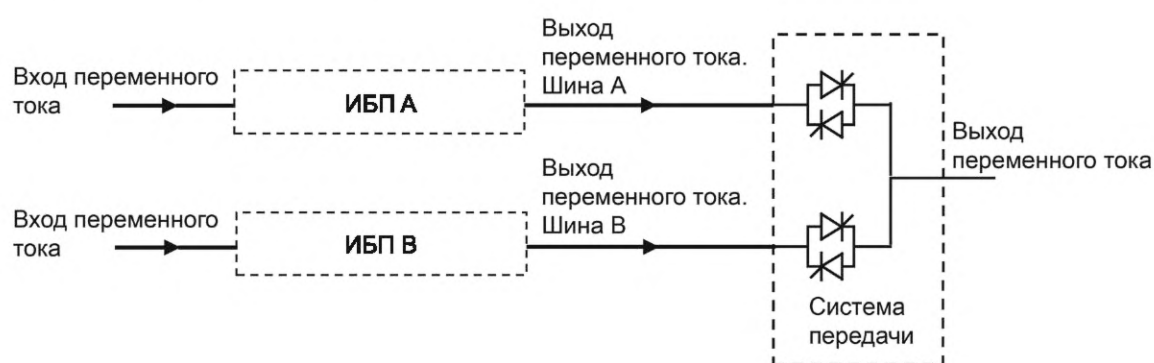 Вход переменного
тока
ИБП А
Выход
переменного тока.
Шина А
Выход
переменного тока
Вход переменного
тока
ИБП В
Выход
переменного тока.
Шина В
Система
передачи